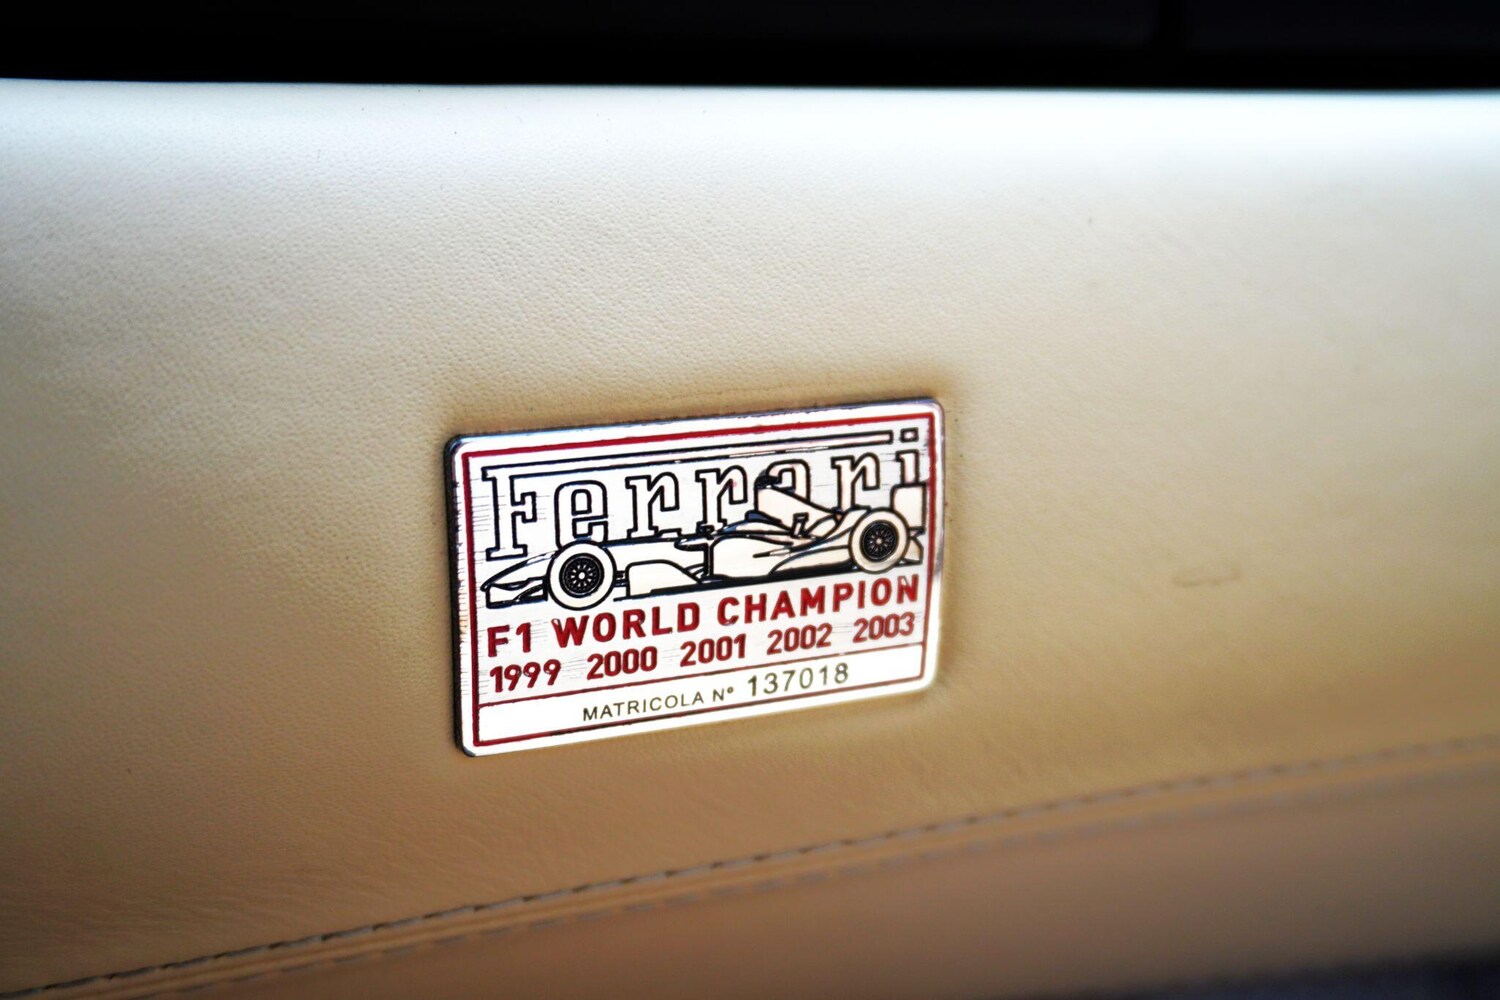 Ferrari
F1 WORLD CHAMPION
1999 2000 2001 2002 2003
MATRICOLA Nº 137018